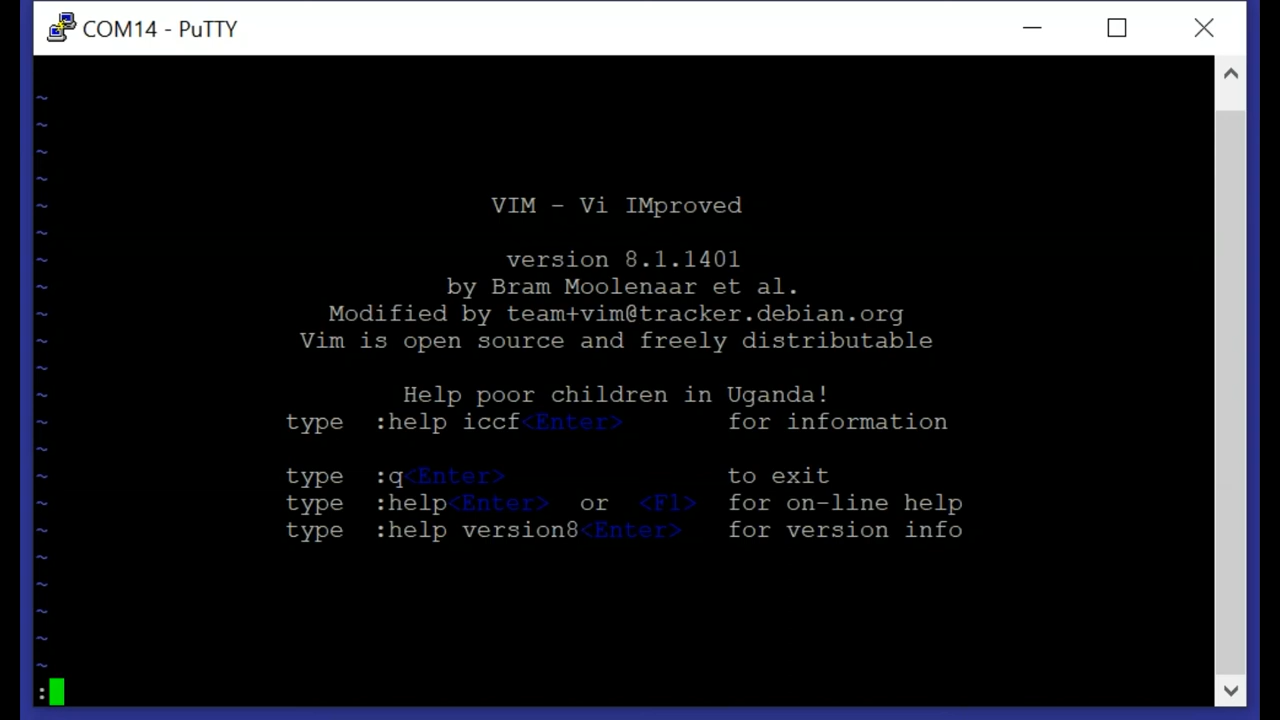 COM14 - PuTTY
~
~
~
~
~ VIM - Vi IMproved
~
~ version 8.1.1401
~ by Bram Moolenaar et al.
~ Modified by team+vim@tracker.debian.org
~ Vim is open source and freely distributable
~
~ Help poor children in Uganda!
~ type :help iccf<Enter> for information
~
~ type :q<Enter> to exit
~ type :help<Enter> or <F1> for on-line help
~ type :help version8<Enter> for version info
~
~
~
~
~
: